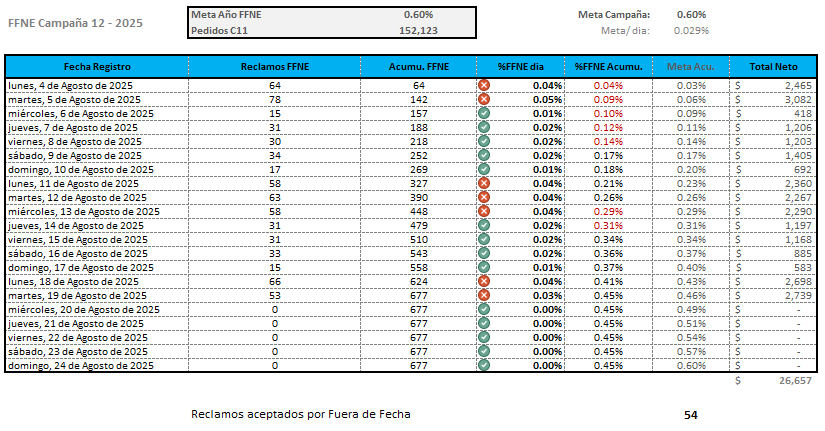 FFNE Campaña 12 - 2025
Meta Año FFNE 0.60%
Pedidos C11 152,123
Meta Campaña: 0.60%
Meta/ dia: 0.029%
Fecha Registro Reclamos FFNE Acumu. FFNE %FFNE dia %FFNE Acumu. Meta Acu. Total Neto
lunes, 4 de Agosto de 2025 64 64 0.04% 0.04% 0.03% $ 2,465
martes, 5 de Agosto de 2025 78 142 0.05% 0.09% 0.06% $ 3,082
miércoles, 6 de Agosto de 2025 15 157 0.01% 0.10% 0.09% $ 418
jueves, 7 de Agosto de 2025 31 188 0.02% 0.12% 0.11% $ 1,206
viernes, 8 de Agosto de 2025 30 218 0.02% 0.14% 0.14% $ 1,203
sábado, 9 de Agosto de 2025 34 252 0.02% 0.17% 0.17% $ 1,405
domingo, 10 de Agosto de 2025 17 269 0.01% 0.18% 0.20% $ 692
lunes, 11 de Agosto de 2025 58 327 0.04% 0.21% 0.23% $ 2,360
martes, 12 de Agosto de 2025 63 390 0.04% 0.26% 0.26% $ 2,267
miércoles, 13 de Agosto de 2025 58 448 0.04% 0.29% 0.29% $ 2,290
jueves, 14 de Agosto de 2025 31 479 0.02% 0.31% 0.31% $ 1,197
viernes, 15 de Agosto de 2025 31 510 0.02% 0.34% 0.34% $ 1,168
sábado, 16 de Agosto de 2025 33 543 0.02% 0.36% 0.37% $ 885
domingo, 17 de Agosto de 2025 15 558 0.01% 0.37% 0.40% $ 583
lunes, 18 de Agosto de 2025 66 624 0.04% 0.41% 0.43% $ 2,698
martes, 19 de Agosto de 2025 53 677 0.03% 0.45% 0.46% $ 2,739
miércoles, 20 de Agosto de 2025 0 677 0.00% 0.45% 0.49% $ -
jueves, 21 de Agosto de 2025 0 677 0.00% 0.45% 0.51% $ -
viernes, 22 de Agosto de 2025 0 677 0.00% 0.45% 0.54% $ -
sábado, 23 de Agosto de 2025 0 677 0.00% 0.45% 0.57% $ -
domingo, 24 de Agosto de 2025 0 677 0.00% 0.45% 0.60% $ -
$ 26,657
Reclamos aceptados por Fuera de Fecha 54